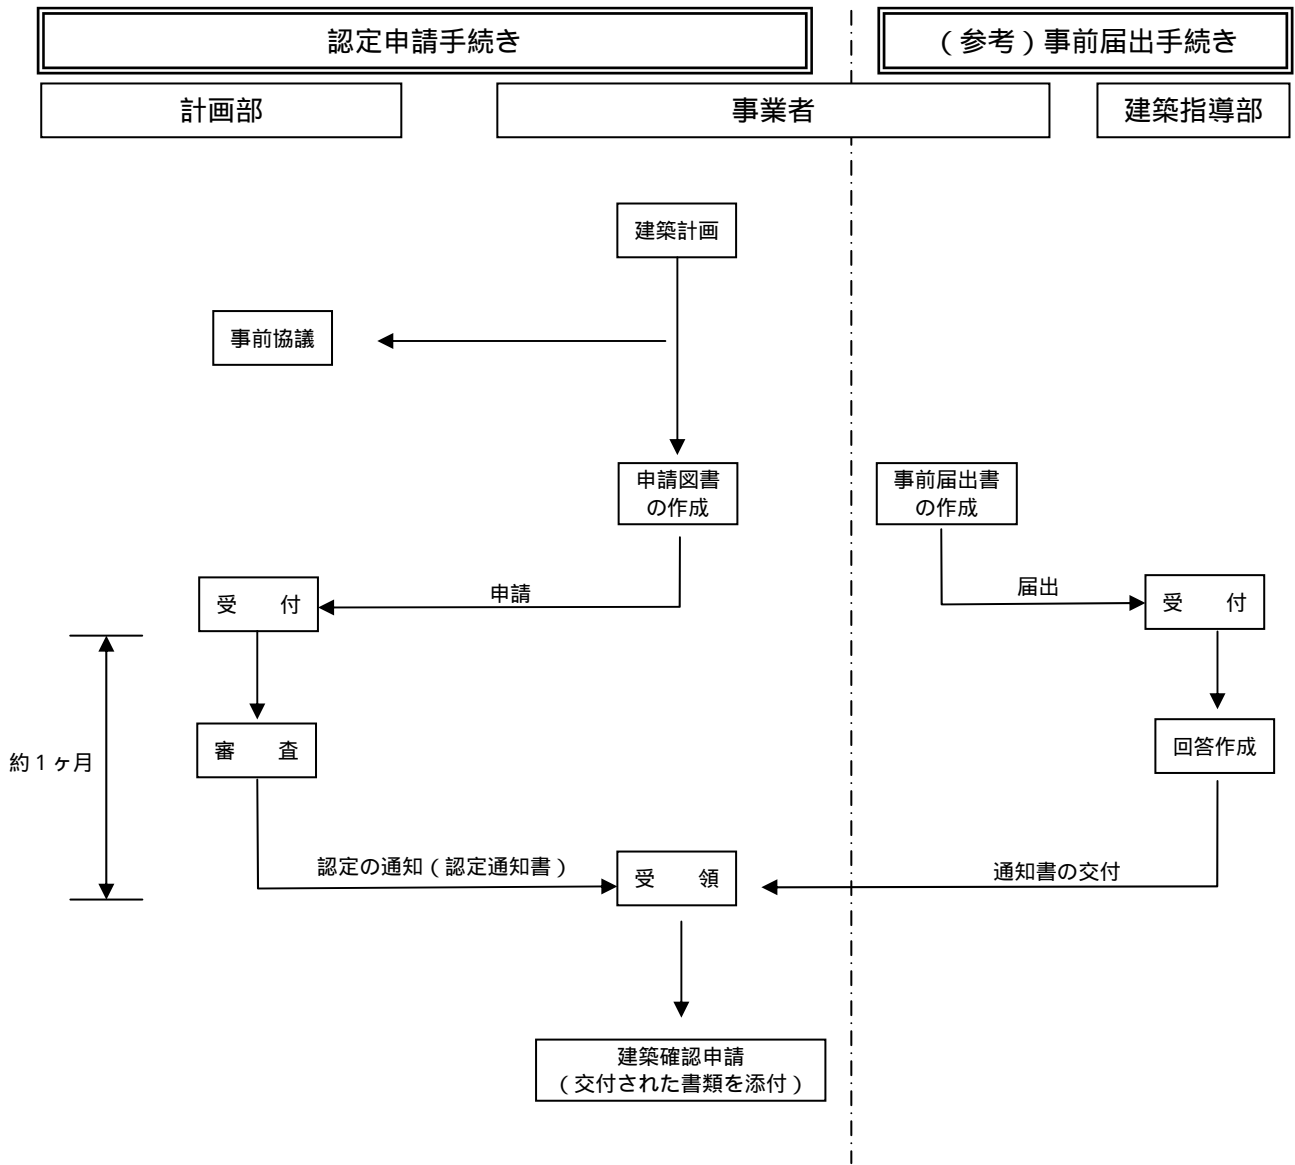 認定申請手続き
（参考）事前届出手続き
計画部
事業者
建築指導部
建築計画
事前協議
申請図書
の作成
事前届出書
の作成
申請
届出
受　付
受　付
審　査
回答作成
約１ヶ月
認定の通知（認定通知書）
受　領
通知書の交付
建築確認申請
（交付された書類を添付）